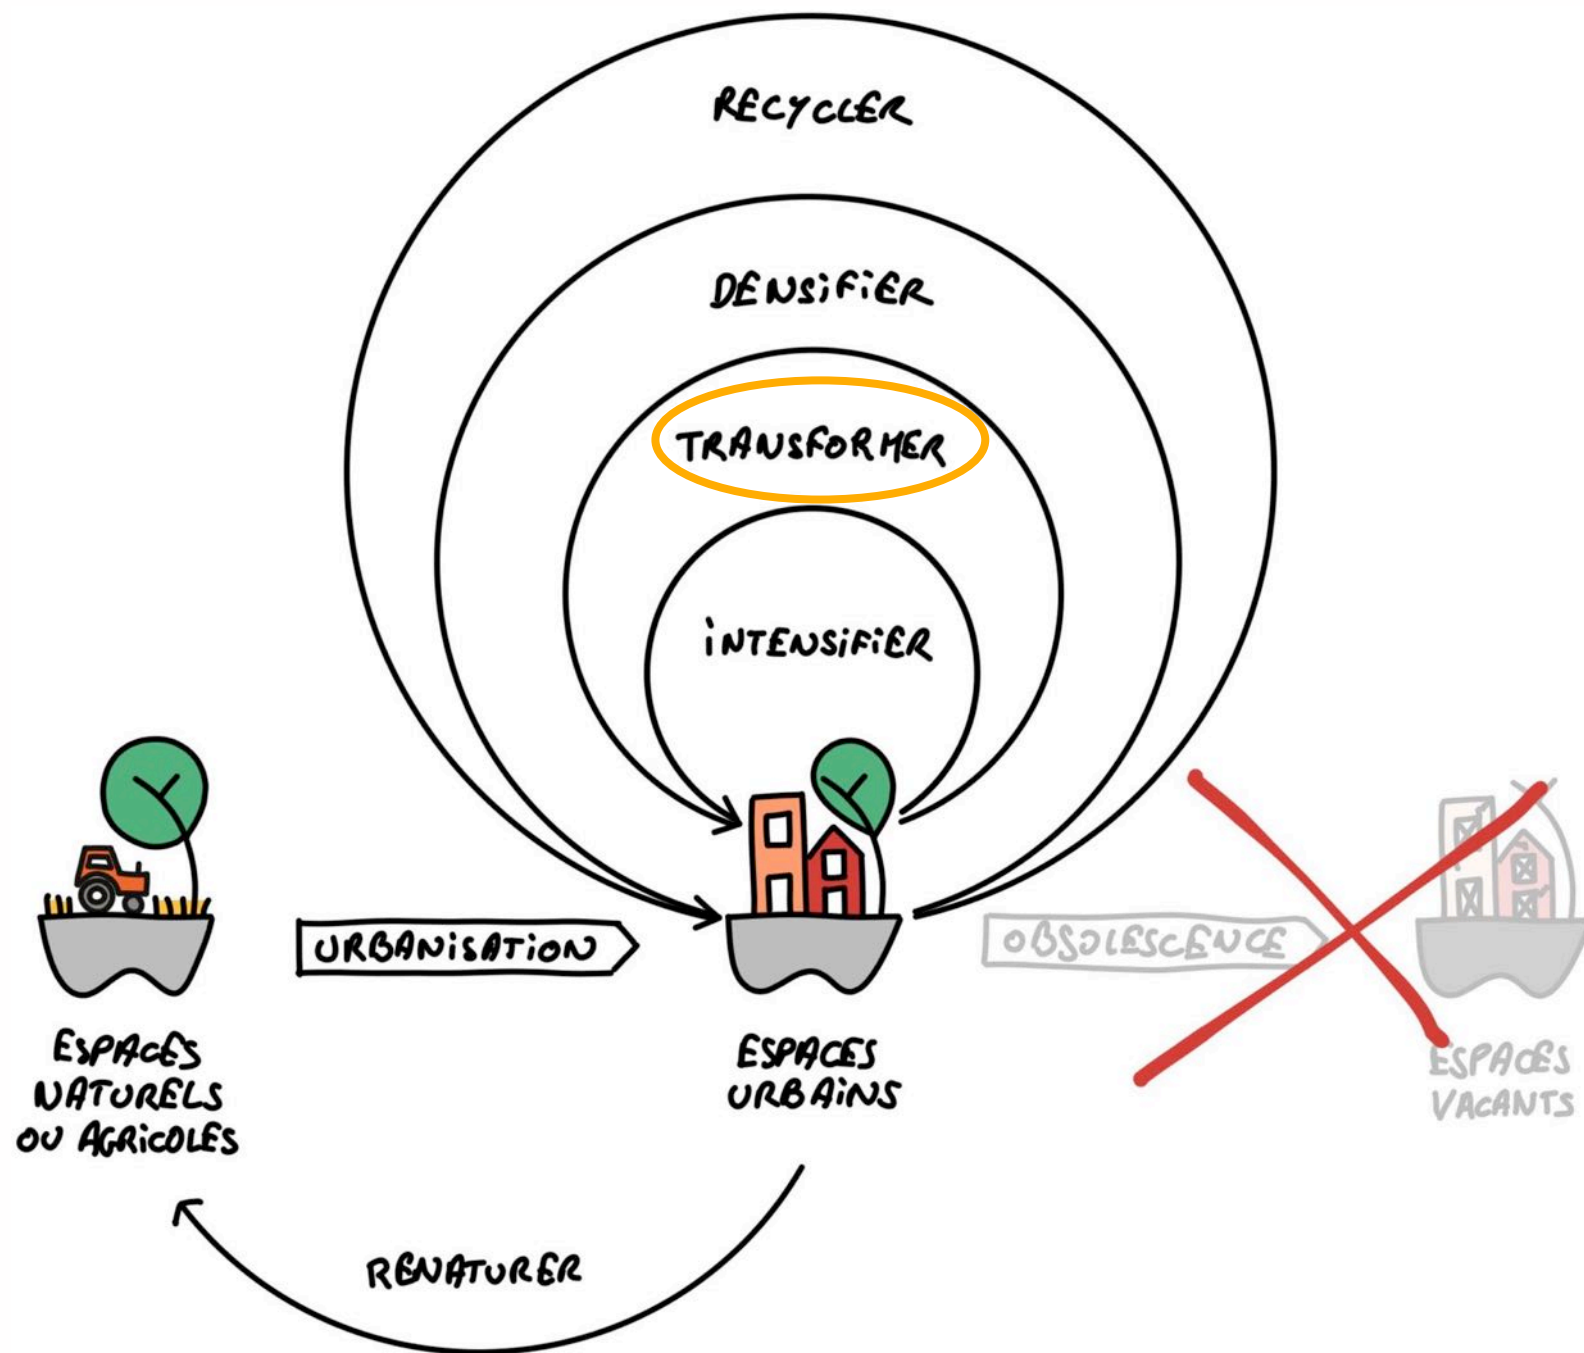 RECYCLER
DENSiFiER
TRANSFORMER
iNTENSiFiER
URBANiSATiON
OBSOLESCENCE
ESPACES
NATURELS
OU AGRiCOLES
ESPACES
URBAiNS
ESPACES
VACANTS
RENATURER